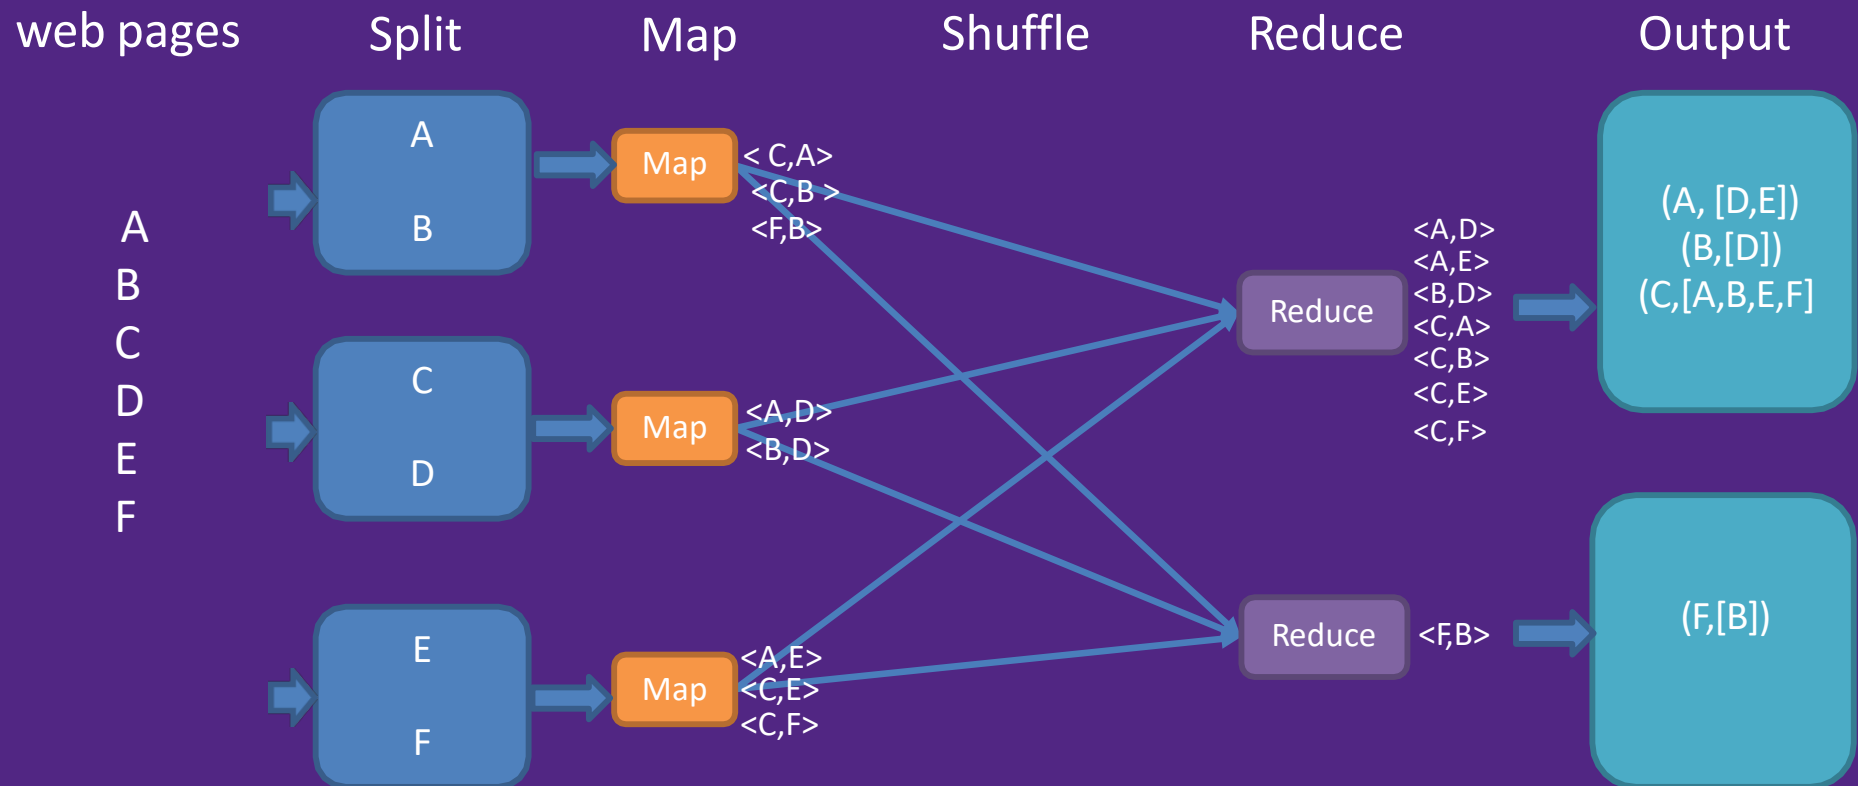 web pages
Split
Map
Shuffle
Reduce
Output
A
B
C
D
E
F
A
B
C
D
E
F
Map
< C,A>
<C,B >
<F,B>
Map
<A,D>
<B,D>
Map
<A,E>
<C,E>
<C,F>
Reduce
<A,D>
<A,E>
<B,D>
<C,A>
<C,B>
<C,E>
<C,F>
Reduce
<F,B>
(A, [D,E])
(B,[D])
(C,[A,B,E,F]
(F,[B])